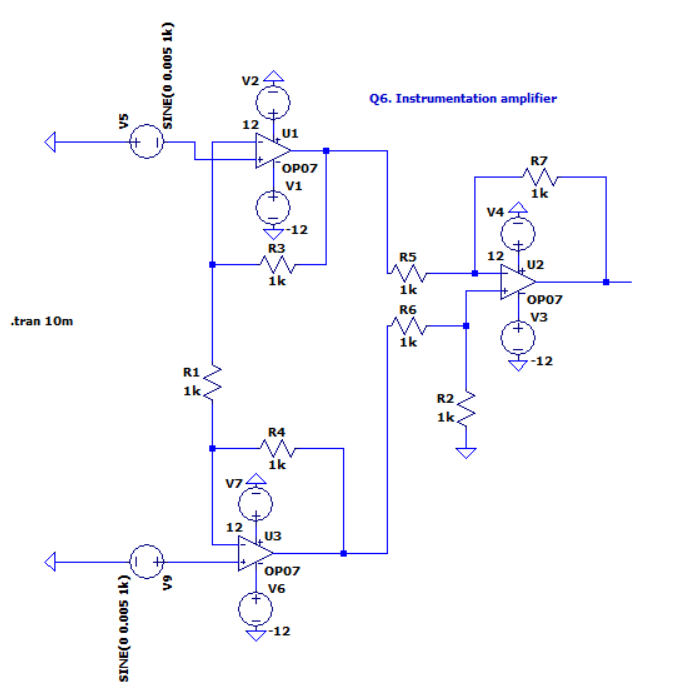 SINE(0 0.005 1k)
V5
V2
12
U1
OP07
V1
-12
Q6. Instrumentation amplifier
R3
1k
R7
1k
V4
12
U2
OP07
V3
-12
R5
1k
R6
1k
.tran 10m
R1
1k
R2
1k
R4
1k
V7
12
U3
OP07
V6
-12
V9
SINE(0 0.005 1k)